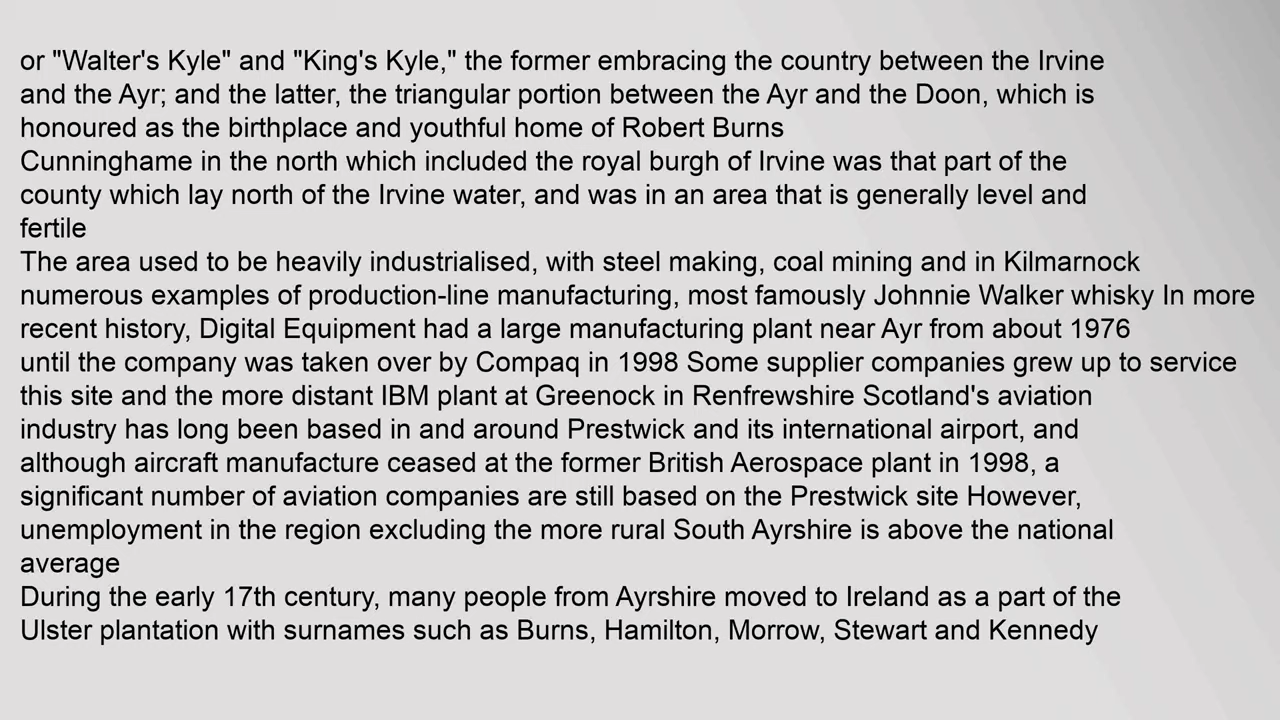 or "Walter's Kyle" and "King's Kyle," the former embracing the country between the Irvine
and the Ayr; and the latter, the triangular portion between the Ayr and the Doon, which is
honoured as the birthplace and youthful home of Robert Burns
Cunninghame in the north which included the royal burgh of Irvine was that part of the
county which lay north of the Irvine water, and was in an area that is generally level and
fertile
The area used to be heavily industrialised, with steel making, coal mining and in Kilmarnock
numerous examples of production-line manufacturing, most famously Johnnie Walker whisky In more
recent history, Digital Equipment had a large manufacturing plant near Ayr from about 1976
until the company was taken over by Compaq in 1998 Some supplier companies grew up to service
this site and the more distant IBM plant at Greenock in Renfrewshire Scotland's aviation
industry has long been based in and around Prestwick and its international airport, and
although aircraft manufacture ceased at the former British Aerospace plant in 1998, a
significant number of aviation companies are still based on the Prestwick site However,
unemployment in the region excluding the more rural South Ayrshire is above the national
average
During the early 17th century, many people from Ayrshire moved to Ireland as a part of the
Ulster plantation with surnames such as Burns, Hamilton, Morrow, Stewart and Kennedy